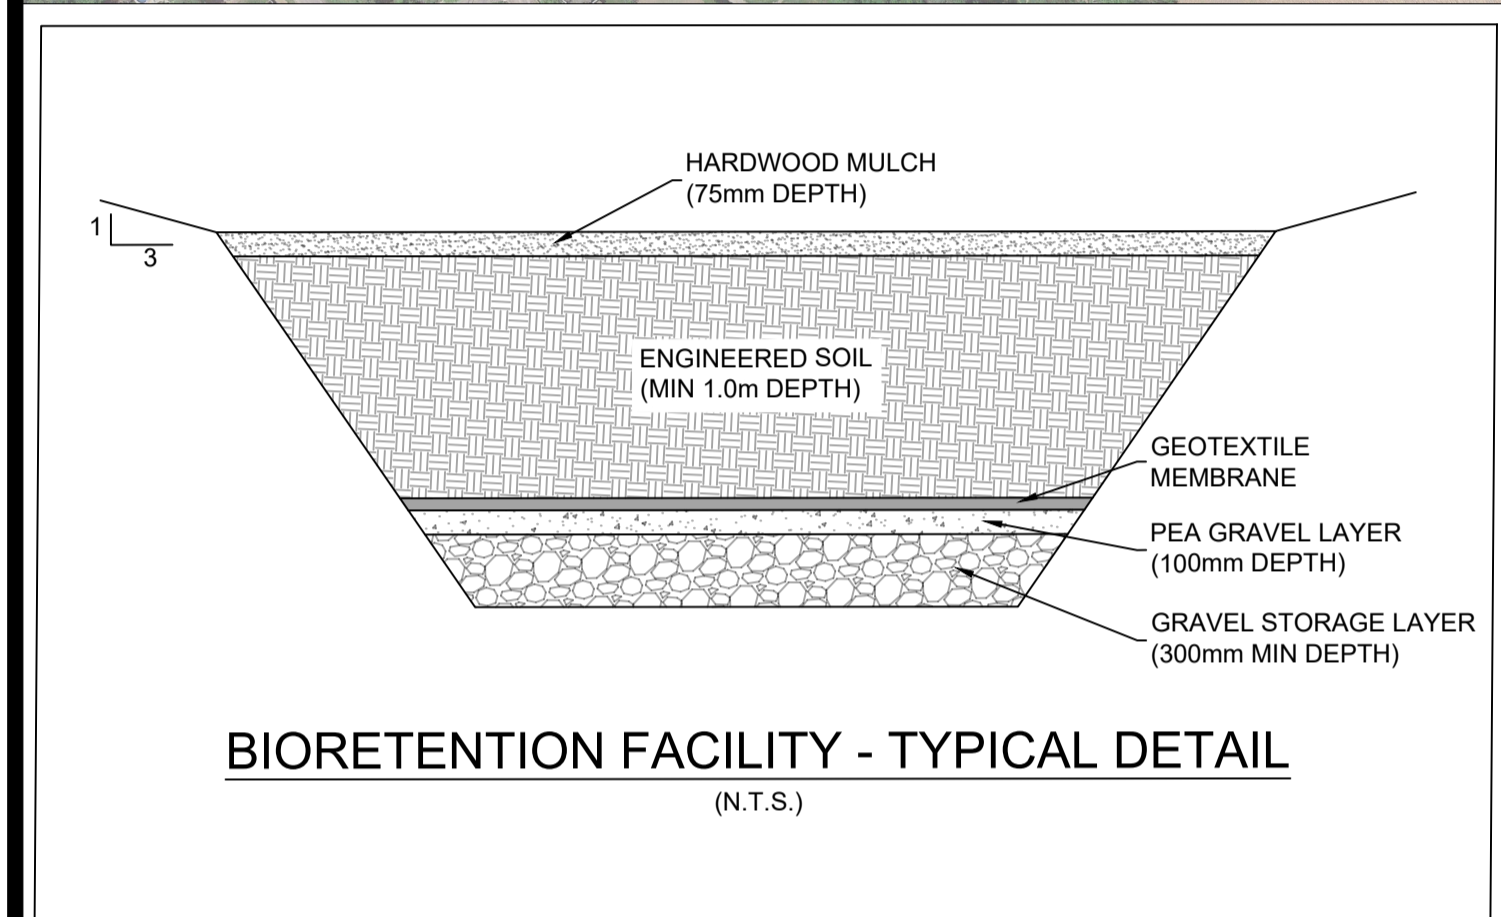 HARDWOOD MULCH
(75mm DEPTH)
1
3
ENGINEERED SOIL
(MIN 1.0m DEPTH)
GEOTEXTILE
MEMBRANE
PEA GRAVEL LAYER
(100mm DEPTH)
GRAVEL STORAGE LAYER
(300mm MIN DEPTH)
BIORETENTION FACILITY - TYPICAL DETAIL
(N.T.S.)